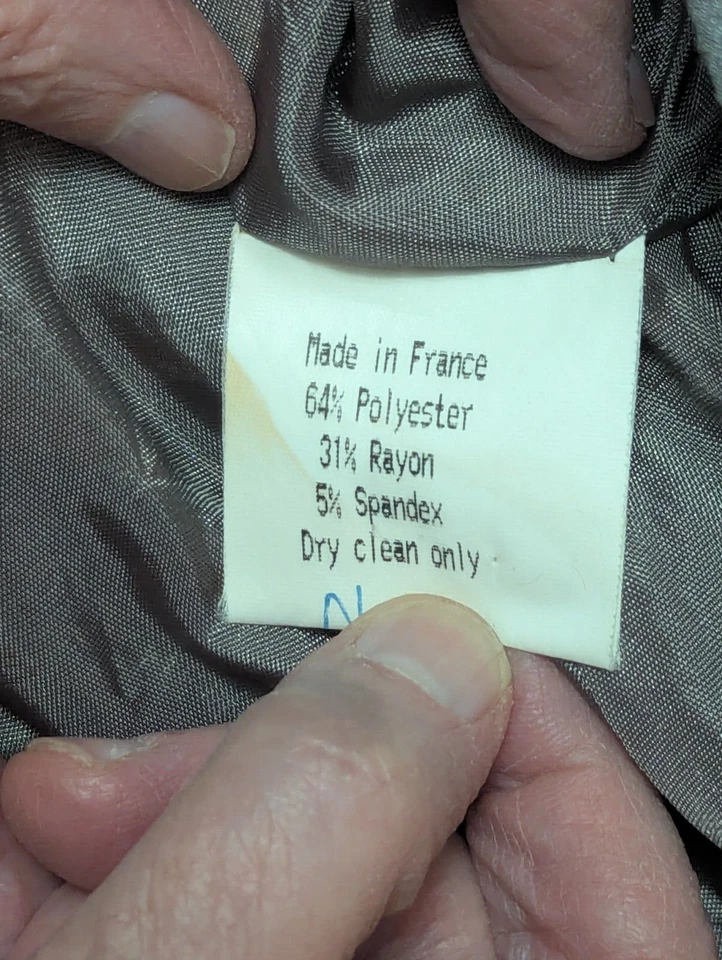 Made in France
64% Polyester
31% Rayon
5% Spandex
Dry clean only
N